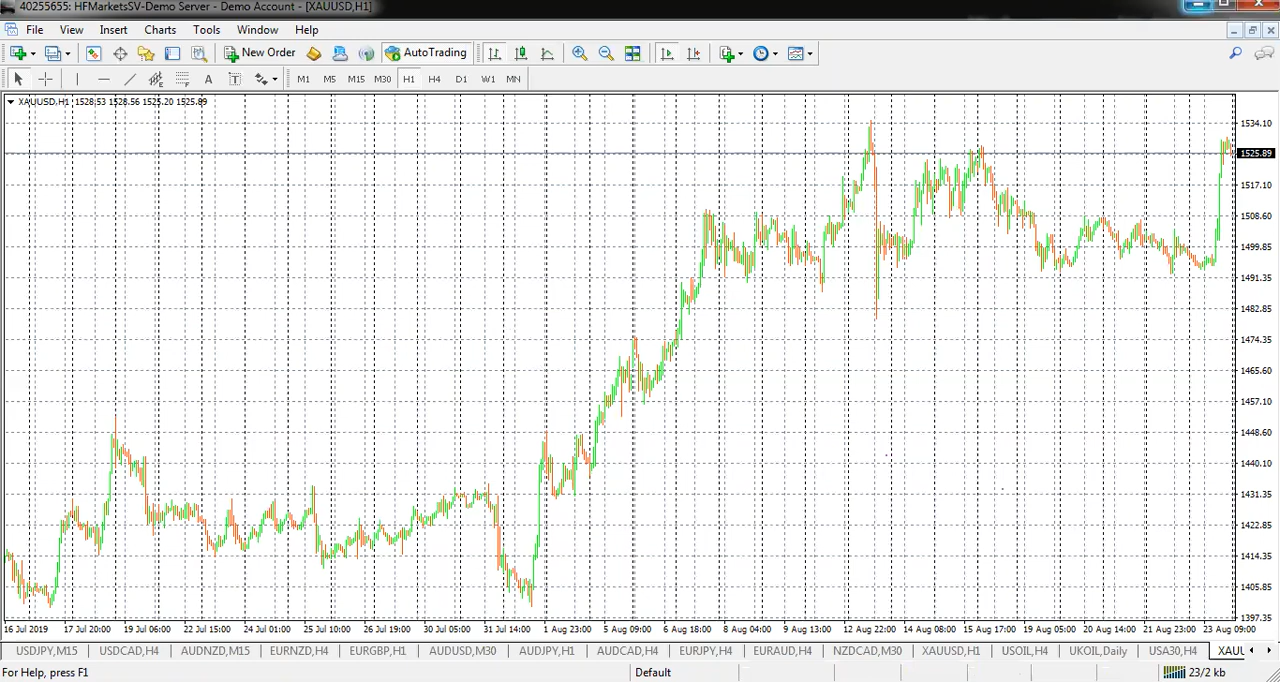 40255655: HFMarketsSV-Demo Server - Demo Account - [XAUUSD,H1]
File View Insert Charts Tools Window Help
New Order AutoTrading
A T M1 M5 M15 M30 H1 H4 D1 W1 MN
XAUUSD,H1 1528.53 1528.56 1525.20 1525.89
1534.10
1525.89
1517.10
1508.60
1499.85
1491.35
1482.85
1474.35
1465.60
1457.10
1448.60
1440.10
1431.35
1422.85
1414.35
1405.85
1397.35
16 Jul 2019 17 Jul 20:00 19 Jul 06:00 22 Jul 15:00 24 Jul 01:00 25 Jul 10:00 26 Jul 19:00 30 Jul 05:00 31 Jul 14:00 1 Aug 23:00 5 Aug 09:00 6 Aug 18:00 8 Aug 04:00 9 Aug 13:00 12 Aug 22:00 14 Aug 08:00 15 Aug 17:00 19 Aug 05:00 20 Aug 14:00 21 Aug 23:00 23 Aug 09:00
USDJPY,M15 USDCAD,H4 AUDNZD,M15 EURNZD,H4 GBPJPY,H1 AUDUSD,M30 AUDJPY,H1 AUDCAD,H4 EURJPY,H4 EURAUD,H4 NZDCAD,M30 XAUUSD,H1 USOIL,H4 UKOIL,Daily USA30,H4 XAUU
For Help, press F1 Default 23/2 kb